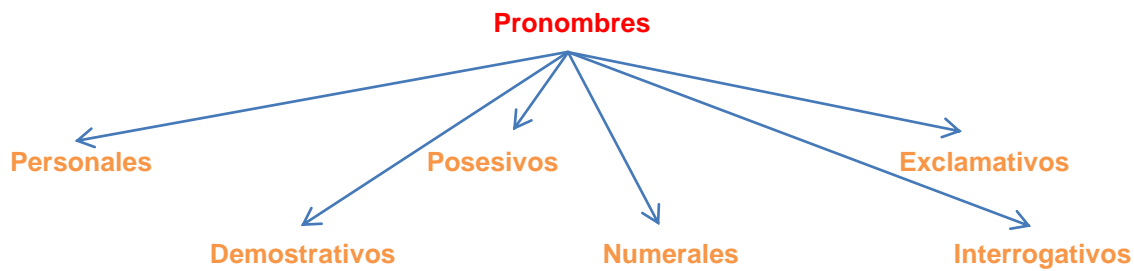 Pronombres
Personales Posesivos Exclamativos
Demostrativos Numerales Interrogativos